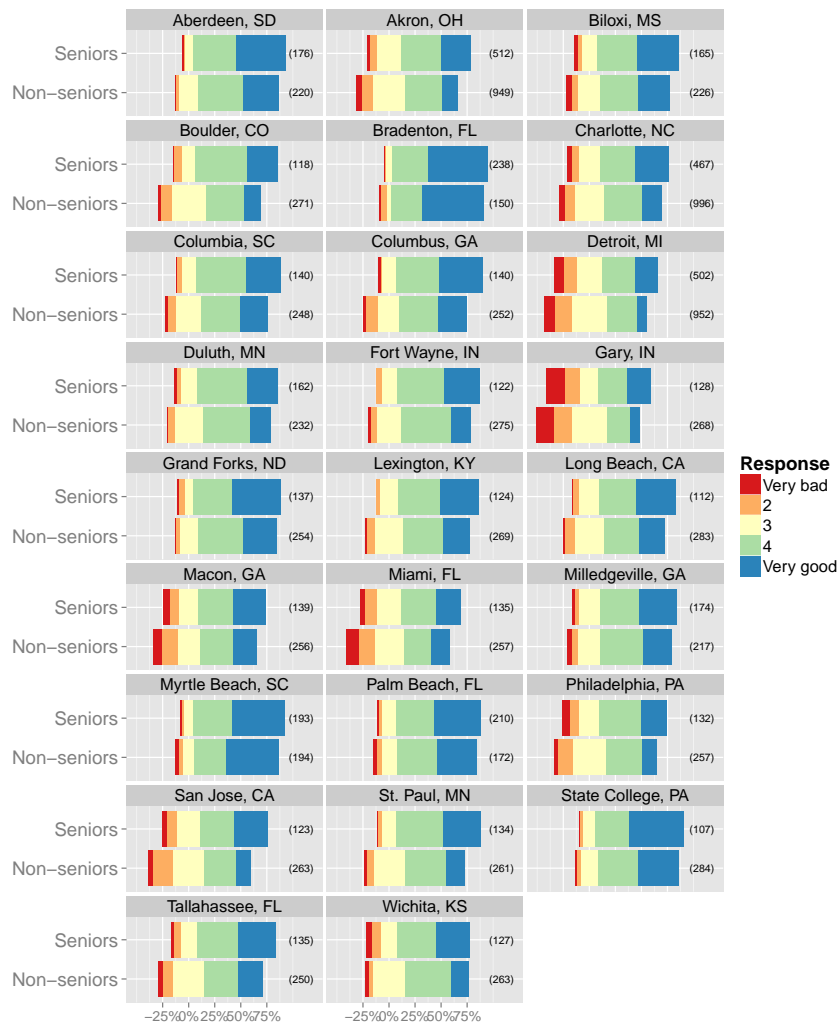 Aberdeen, SD Akron, OH Biloxi, MS
Seniors (176) (512) (165)
Non−seniors (220) (949) (226)
Boulder, CO Bradenton, FL Charlotte, NC
Seniors (118) (238) (467)
Non−seniors (271) (150) (996)
Columbia, SC Columbus, GA Detroit, MI
Seniors (140) (140) (502)
Non−seniors (248) (252) (952)
Duluth, MN Fort Wayne, IN Gary, IN
Seniors (162) (122) (128)
Non−seniors (232) (275) (268)
Grand Forks, ND Lexington, KY Long Beach, CA
Seniors (137) (124) (112)
Non−seniors (254) (269) (283)
Macon, GA Miami, FL Milledgeville, GA
Seniors (139) (135) (174)
Non−seniors (256) (257) (217)
Myrtle Beach, SC Palm Beach, FL Philadelphia, PA
Seniors (193) (210) (132)
Non−seniors (194) (172) (257)
San Jose, CA St. Paul, MN State College, PA
Seniors (123) (134) (107)
Non−seniors (263) (261) (284)
Tallahassee, FL Wichita, KS
Seniors (135) (127)
Non−seniors (250) (263)
−25% 0% 25% 50% 75% −25% 0% 25% 50% 75%
Response
Very bad
2
3
4
Very good